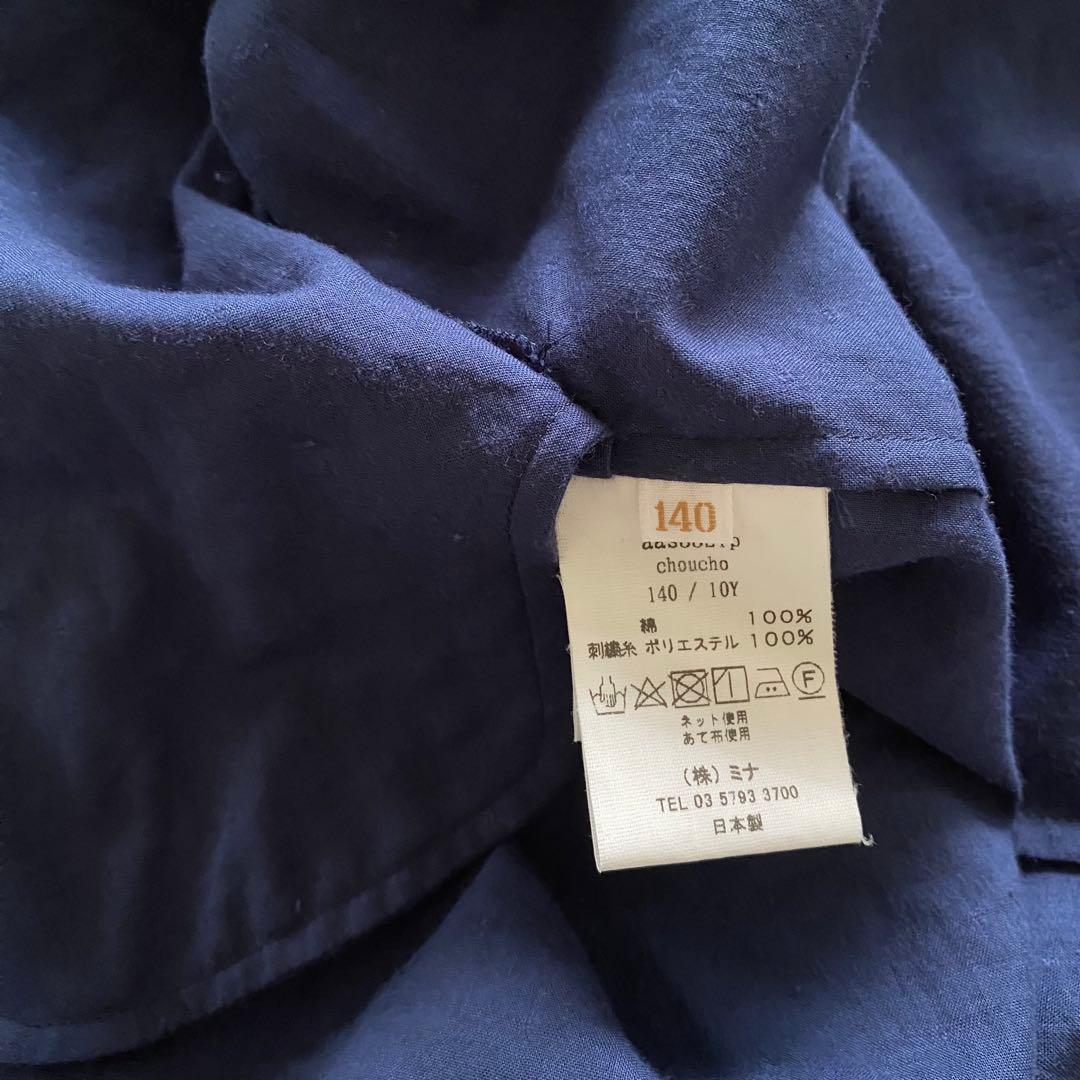 140
choucho
140 / 10Y
綿 100%
刺繍糸 ポリエステル 100%
F
ネット使用
あて布使用
(株) ミナ
TEL 03 5793 3700
日本製